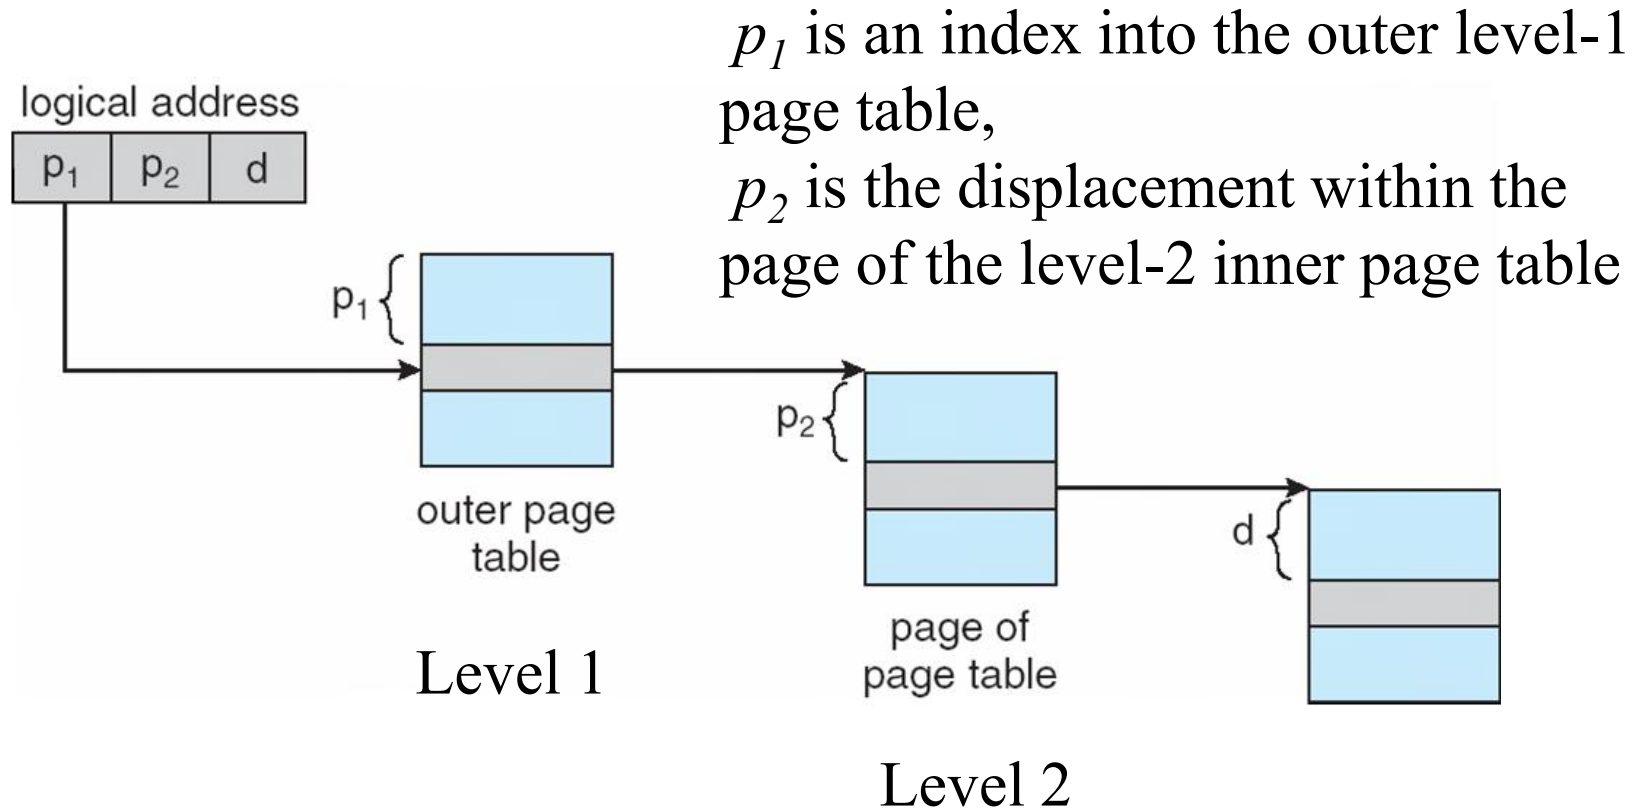 p₁ is an index into the outer level-1
page table,
p₂ is the displacement within the
page of the level-2 inner page table
logical address
p₁ p₂ d
p₁
outer page
table
Level 1
p₂
page of
page table
Level 2
d